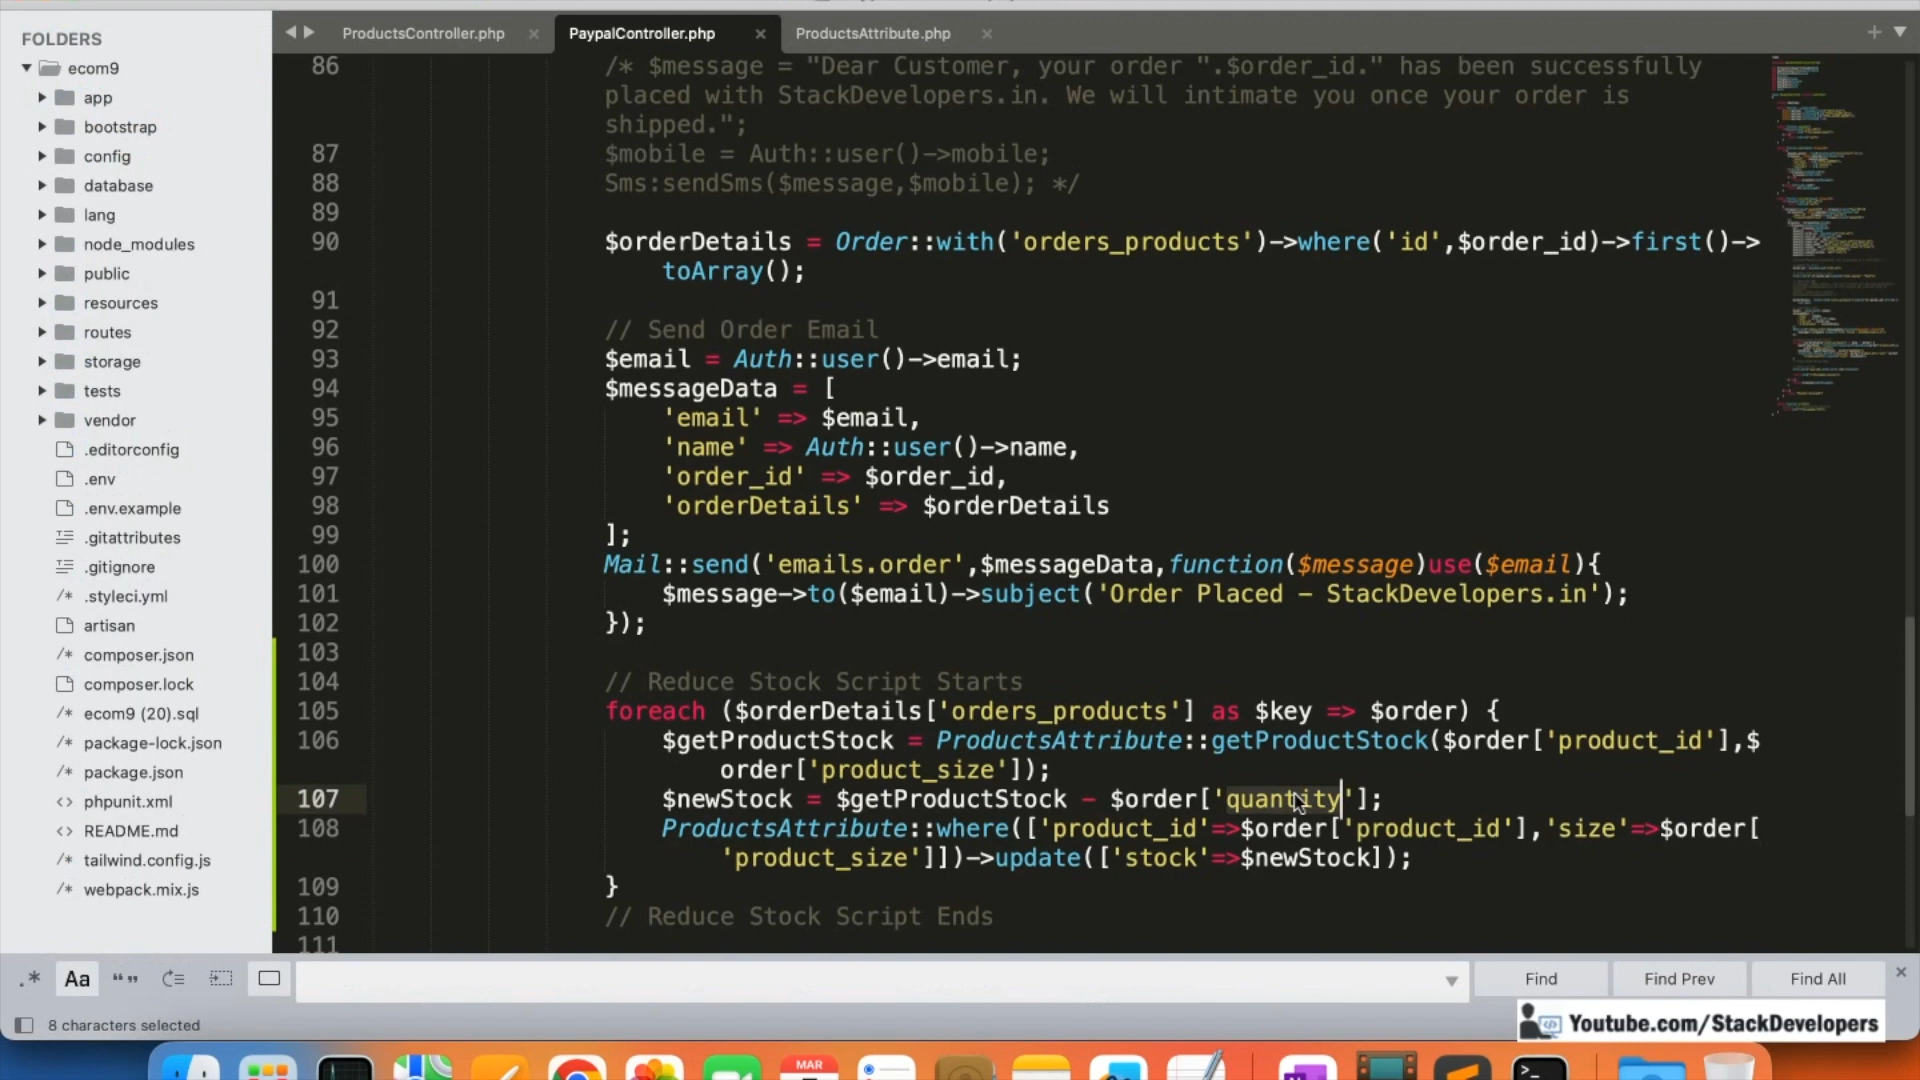 FOLDERS
ecom9
app
bootstrap
config
database
lang
node_modules
public
resources
routes
storage
tests
vendor
.editorconfig
.env
.env.example
.gitattributes
.gitignore
/* .styleci.yml
artisan
/* composer.json
composer.lock
/* ecom9 (20).sql
/* package-lock.json
/* package.json
<> phpunit.xml
<> README.md
/* tailwind.config.js
/* webpack.mix.js
ProductsController.php × PaypalController.php × ProductsAttribute.php ×
86 /* $message = "Dear Customer, your order ".$order_id." has been successfully
placed with StackDevelopers.in. We will intimate you once your order is
shipped.";
87 $mobile = Auth::user()->mobile;
88 Sms:sendSms($message,$mobile); */
89
90 $orderDetails = Order::with('orders_products')->where('id',$order_id)->first()->
toArray();
91
92 // Send Order Email
93 $email = Auth::user()->email;
94 $messageData = [
95 'email' => $email,
96 'name' => Auth::user()->name,
97 'order_id' => $order_id,
98 'orderDetails' => $orderDetails
99 ];
100 Mail::send('emails.order',$messageData,function($message)use($email){
101 $message->to($email)->subject('Order Placed - StackDevelopers.in');
102 });
103
104 // Reduce Stock Script Starts
105 foreach ($orderDetails['orders_products'] as $key => $order) {
106 $getProductStock = ProductsAttribute::getProductStock($order['product_id'],$
order['product_size']);
107 $newStock = $getProductStock - $order['quantity'];
108 ProductsAttribute::where(['product_id'=>$order['product_id'],'size'=>$order[
'product_size']])->update(['stock'=>$newStock]);
109 }
110 // Reduce Stock Script Ends
111
.* Aa “” Find Find Prev Find All ×
8 characters selected
Youtube.com/StackDevelopers
MAR